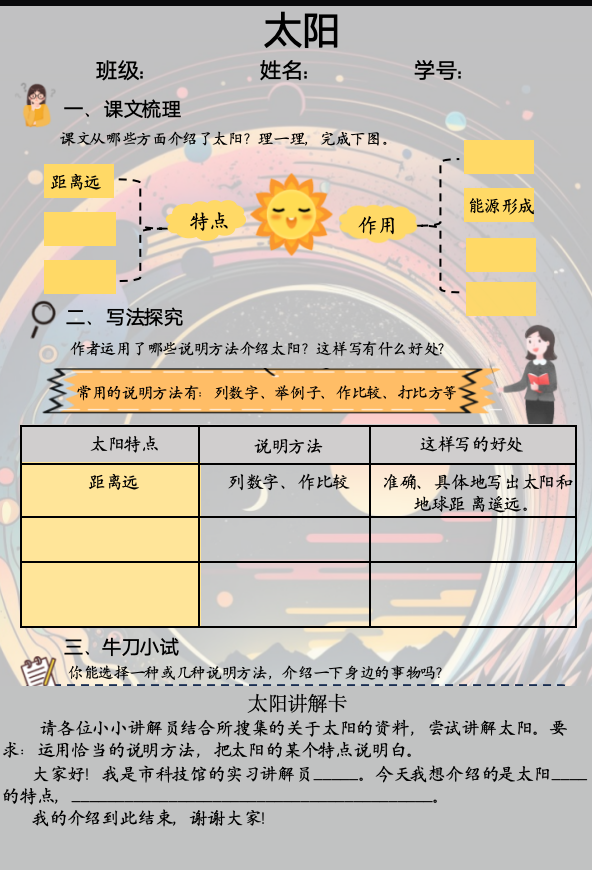 太阳
班级: 姓名: 学号:
一、课文梳理
课文从哪些方面介绍了太阳? 理一理, 完成下图。
距离远
特点
作用
能源形成
二、写法探究
作者运用了哪些说明方法介绍太阳? 这样写有什么好处?
常用的说明方法有: 列数字、举例子、作比较、打比方等
太阳特点 说明方法 这样写的好处
距离远 列数字、作比较 准确、具体地写出太阳和
地球距 离遥远。
三、牛刀小试
你能选择一种或几种说明方法, 介绍一下身边的事物吗?
太阳讲解卡
请各位小小讲解员结合所搜集的关于太阳的资料, 尝试讲解太阳。要
求: 运用恰当的说明方法, 把太阳的某个特点说明白。
大家好! 我是市科技馆的实习讲解员____。今天我想介绍的是太阳____
的特点, ____________________________________。
我的介绍到此结束, 谢谢大家!